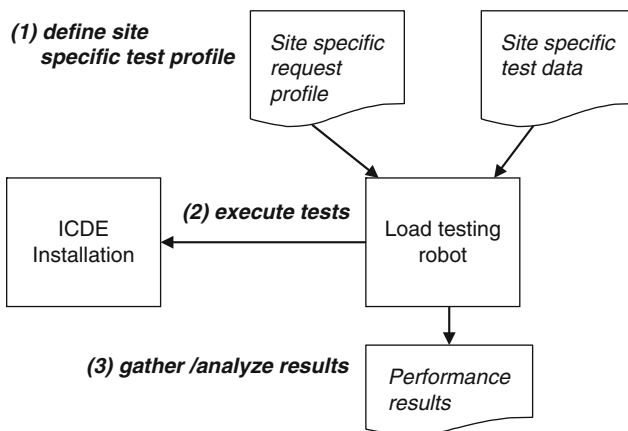 (1) define site
specific test profile
Site specific
request
profile
Site specific
test data
ICDE
Installation
(2) execute tests
Load testing
robot
(3) gather /analyze results
Performance
results